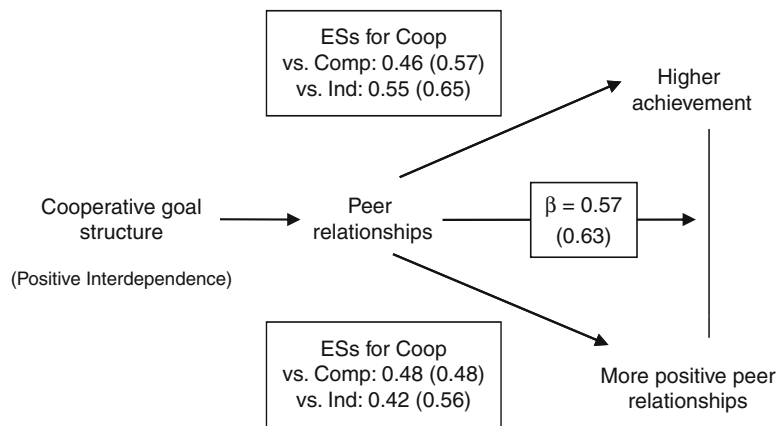 ESs for Coop
vs. Comp: 0.46 (0.57)
vs. Ind: 0.55 (0.65)
Higher
achievement
Cooperative goal
structure
(Positive Interdependence)
Peer
relationships
β = 0.57
(0.63)
ESs for Coop
vs. Comp: 0.48 (0.48)
vs. Ind: 0.42 (0.56)
More positive peer
relationships